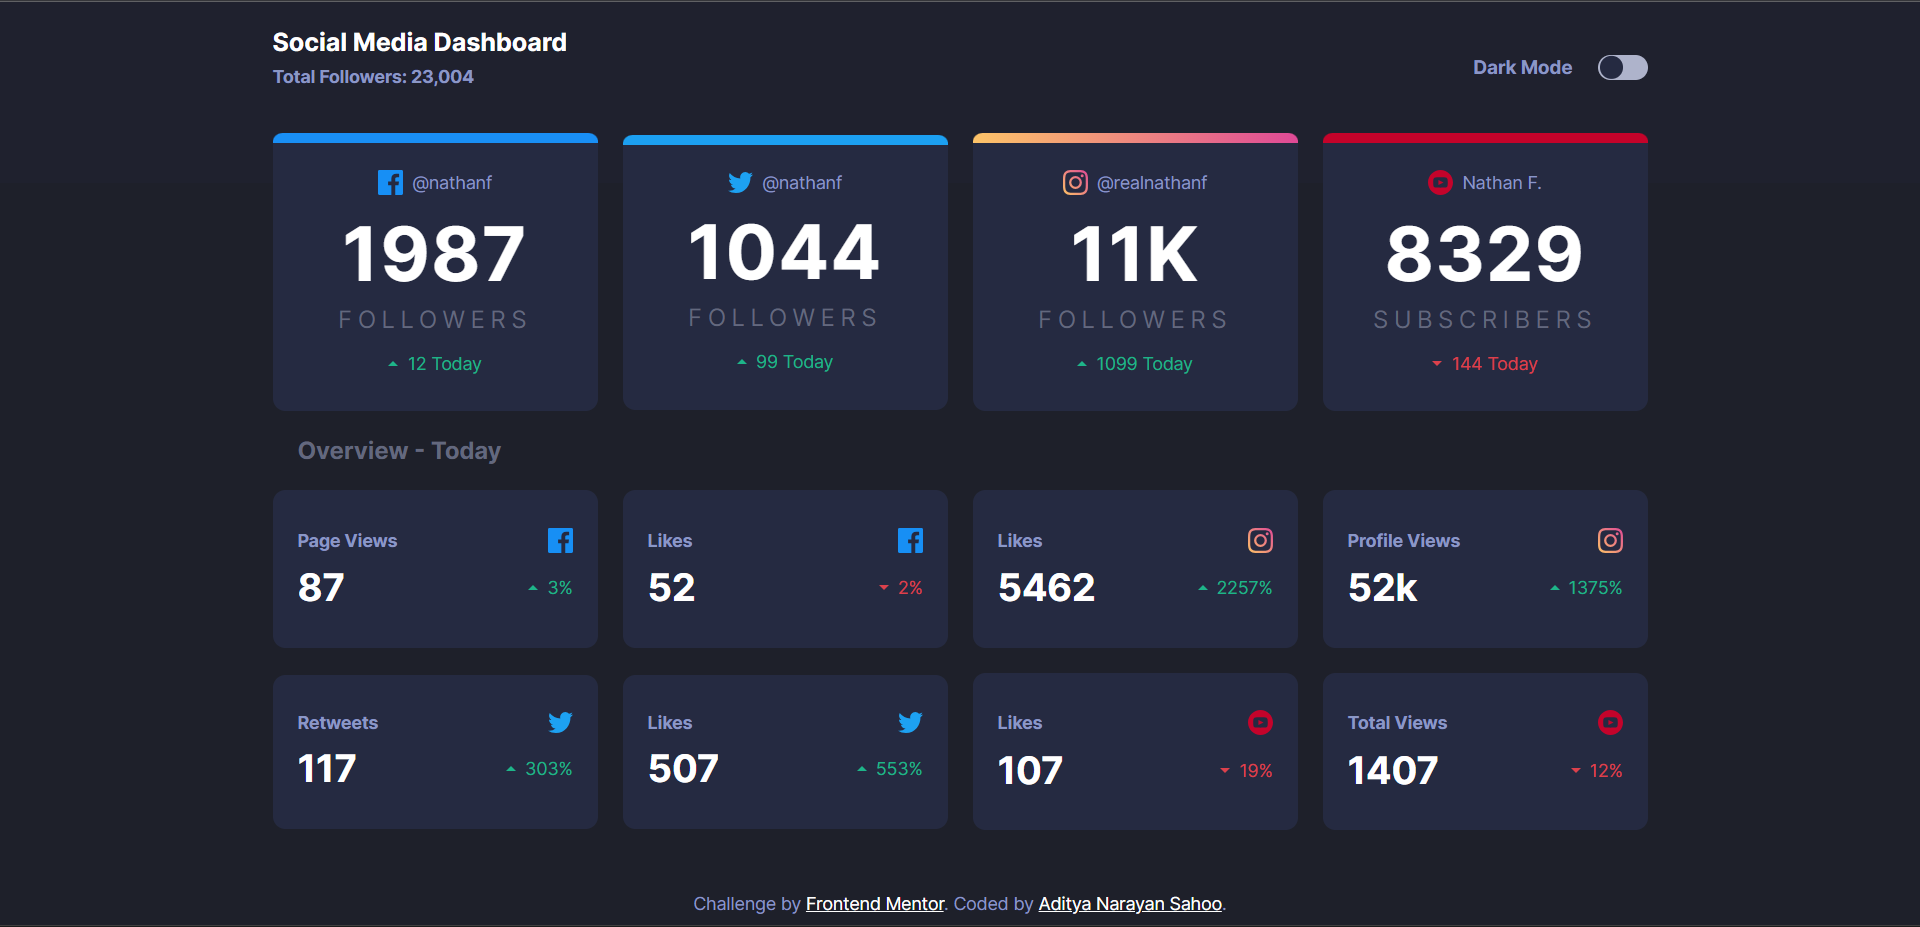 Social Media Dashboard
Total Followers: 23,004
Dark Mode
@nathanf
1987
FOLLOWERS
12 Today
@nathanf
1044
FOLLOWERS
99 Today
@realnathanf
11K
FOLLOWERS
1099 Today
Nathan F.
8329
SUBSCRIBERS
144 Today
Overview - Today
Page Views
87
3%
Likes
52
2%
Likes
5462
2257%
Profile Views
52k
1375%
Retweets
117
303%
Likes
507
553%
Likes
107
19%
Total Views
1407
12%
Challenge by Frontend Mentor. Coded by Aditya Narayan Sahoo.